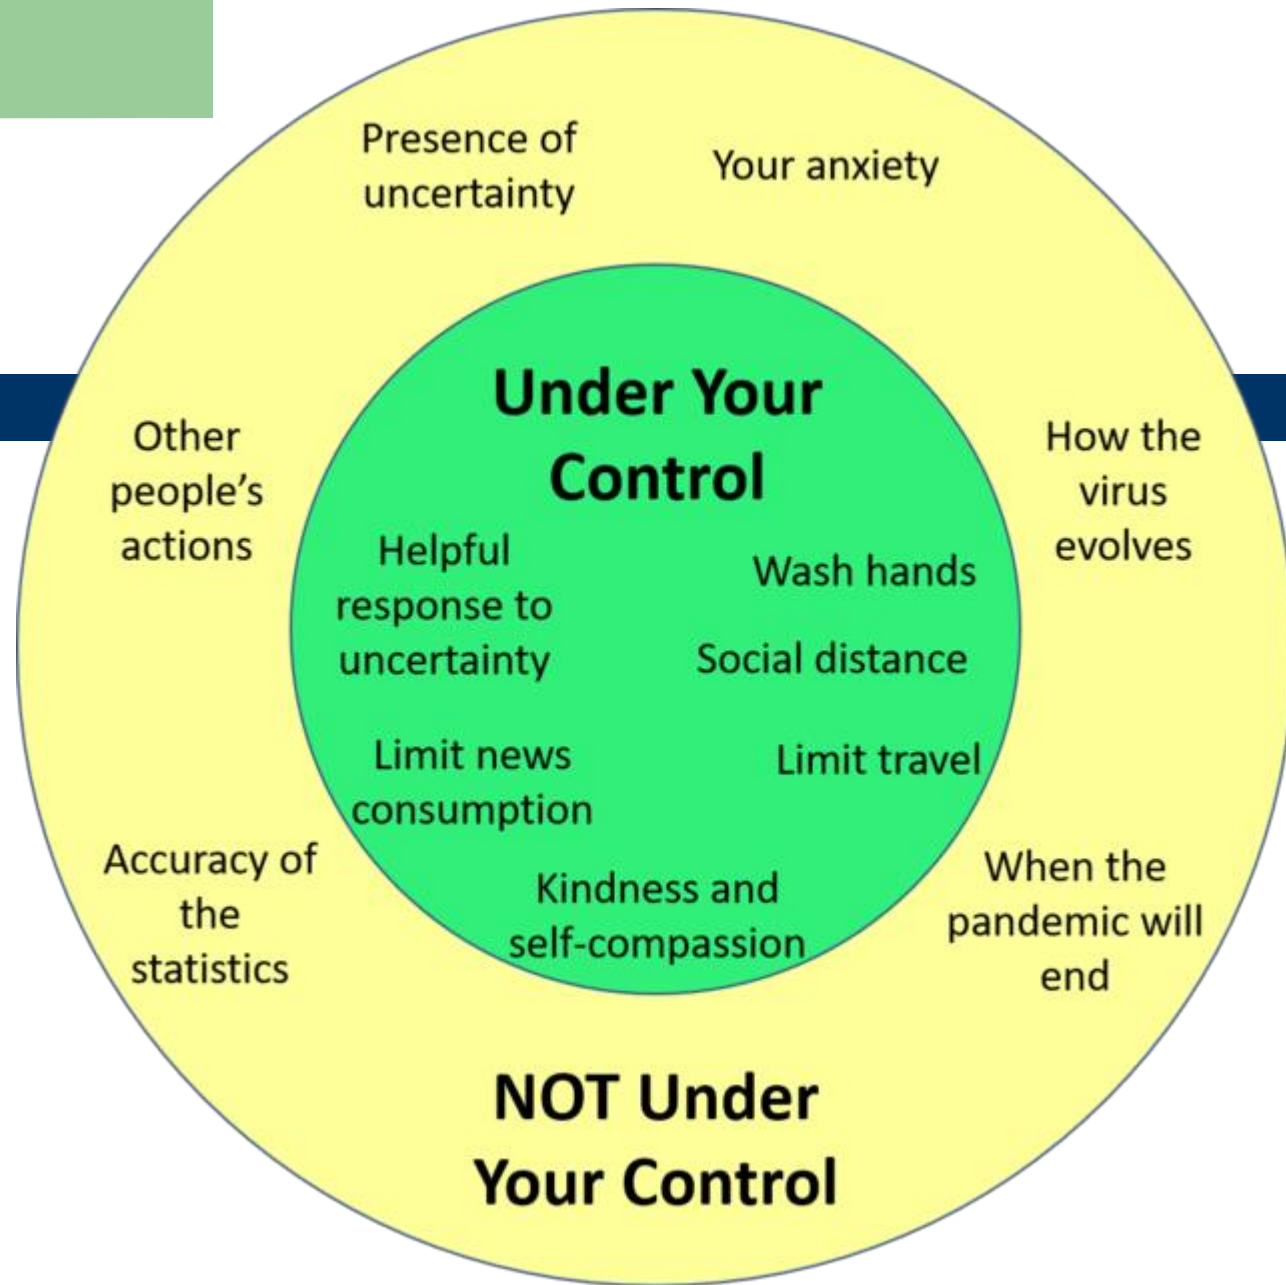 Presence of
uncertainty
Your anxiety
Other
people’s
actions
How the
virus
evolves
Accuracy of
the
statistics
When the
pandemic will
end
NOT Under
Your Control
Under Your
Control
Helpful
response to
uncertainty
Wash hands
Social distance
Limit news
consumption
Limit travel
Kindness and
self-compassion